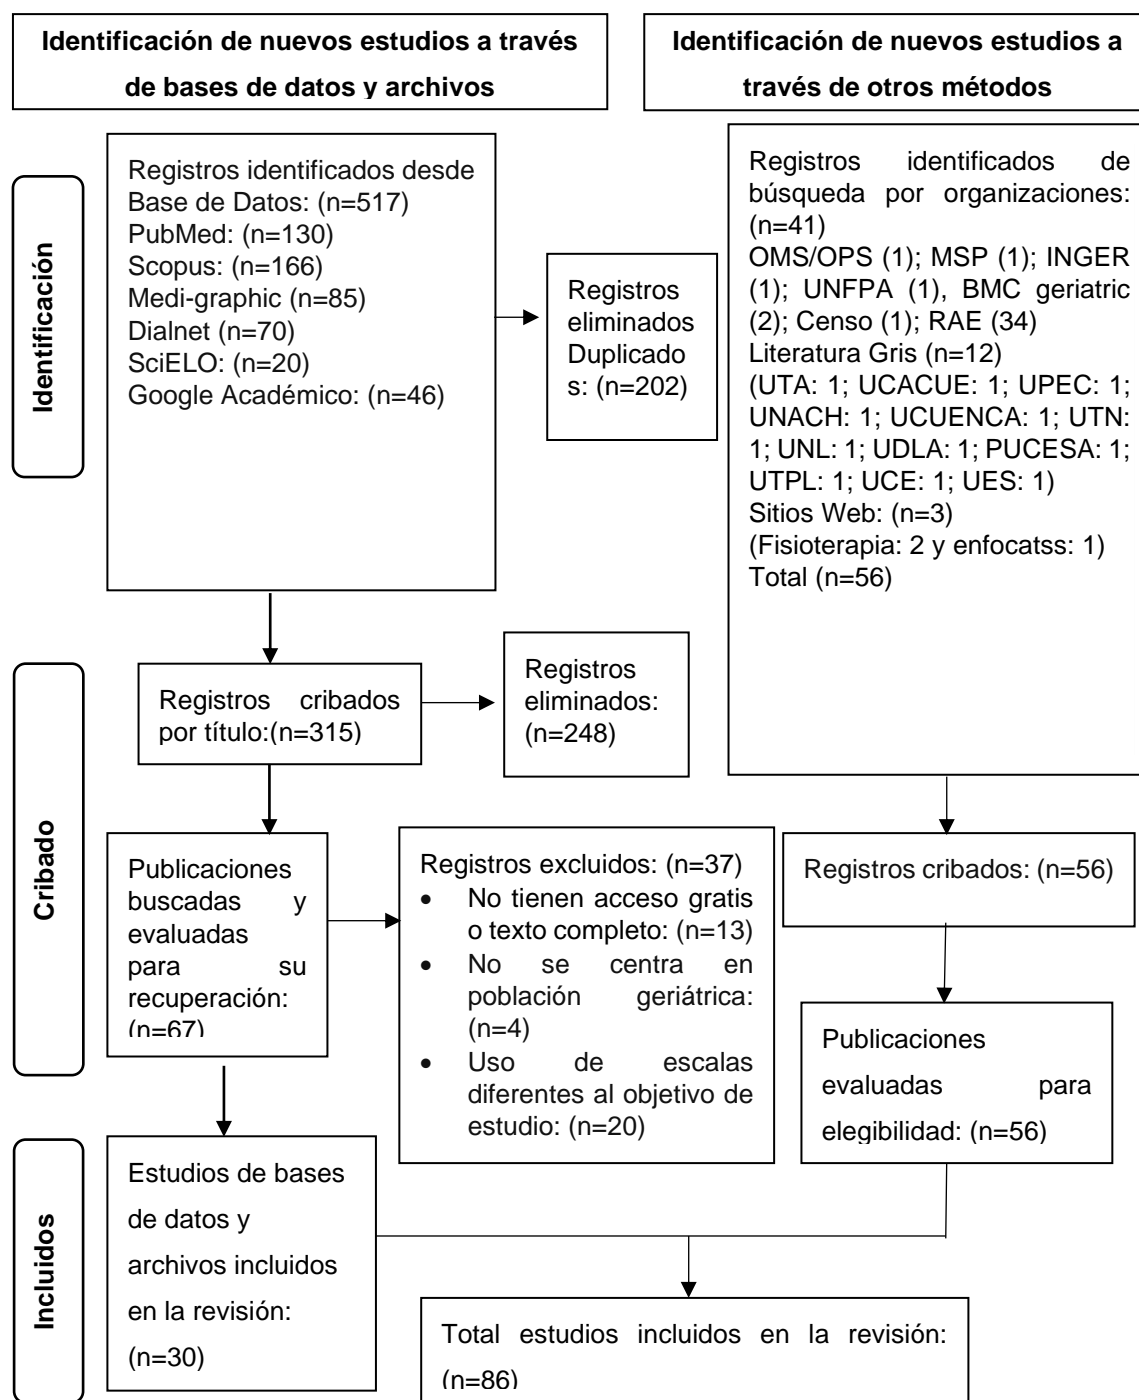 Identificación de nuevos estudios a través
de bases de datos y archivos
Identificación de nuevos estudios a
través de otros métodos
Identificación
Registros identificados desde
Base de Datos: (n=517)
PubMed: (n=130)
Scopus: (n=166)
Medi-graphic (n=85)
Dialnet (n=70)
SciELO: (n=20)
Google Académico: (n=46)
Registros
eliminados
Duplicado
s: (n=202)
Registros identificados de
búsqueda por organizaciones:
(n=41)
OMS/OPS (1); MSP (1); INGER
(1); UNFPA (1), BMC geriatric
(2); Censo (1); RAE (34)
Literatura Gris (n=12)
(UTA: 1; UCACUE: 1; UPEC: 1;
UNACH: 1; UCUENCA: 1; UTN:
1; UNL: 1; UDLA: 1; PUCESA: 1;
UTPL: 1; UCE: 1; UES: 1)
Sitios Web: (n=3)
(Fisioterapia: 2 y enfocatss: 1)
Total (n=56)
Cribado
Registros cribados
por título:(n=315)
Registros
eliminados:
(n=248)
Publicaciones
buscadas y
evaluadas
para su
recuperación:
(n=67)
Registros excluidos: (n=37)
• No tienen acceso gratis
o texto completo: (n=13)
• No se centra en
población geriátrica:
(n=4)
• Uso de escalas
diferentes al objetivo de
estudio: (n=20)
Registros cribados: (n=56)
Publicaciones
evaluadas para
elegibilidad: (n=56)
Incluidos
Estudios de bases
de datos y
archivos incluidos
en la revisión:
(n=30)
Total estudios incluidos en la revisión:
(n=86)